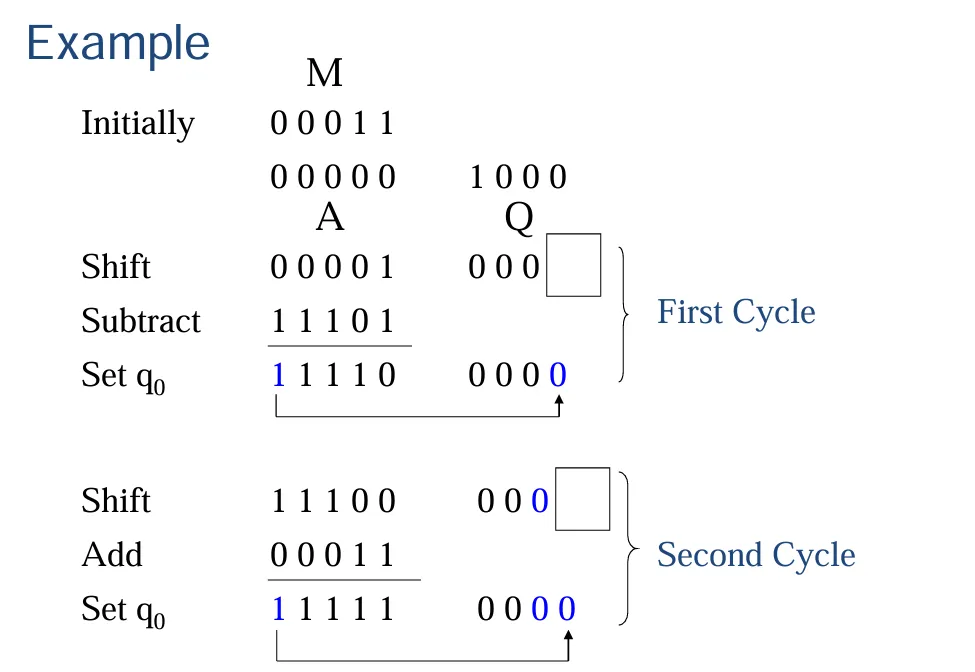 Example
M
Initially 0 0 0 1 1
0 0 0 0 0 1 0 0 0
A Q
Shift 0 0 0 0 1 0 0 0
Subtract 1 1 1 0 1
First Cycle
Set q₀ 1 1 1 1 0 0 0 0 0
Shift 1 1 1 0 0 0 0 0
Add 0 0 0 1 1
Second Cycle
Set q₀ 1 1 1 1 1 0 0 0 0